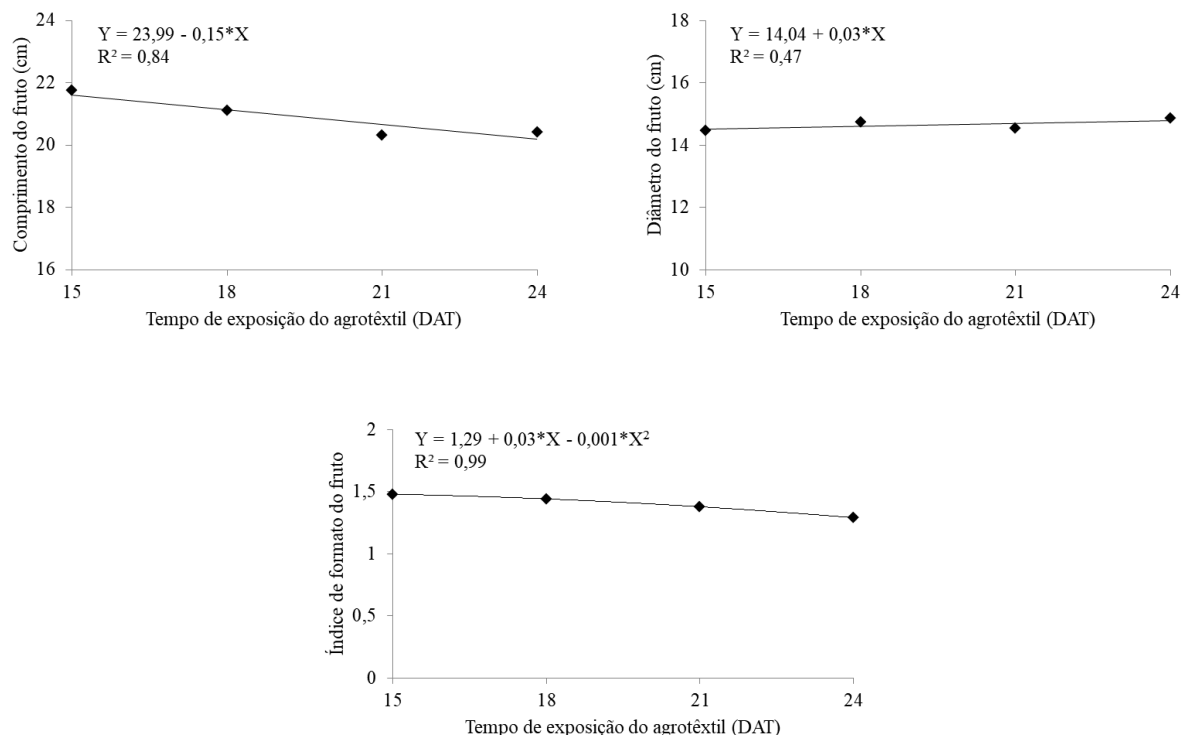 Y = 23,99 - 0,15*X
R² = 0,84
Comprimento do fruto (cm)
24
22
20
18
16
15
18
21
24
Tempo de exposição do agrotêxtil (DAT)
Y = 14,04 + 0,03*X
R² = 0,47
Diâmetro do fruto (cm)
18
16
14
12
10
15
18
21
24
Tempo de exposição do agrotêxtil (DAT)
Y = 1,29 + 0,03*X - 0,001*X²
R² = 0,99
Índice de formato do fruto
2
1,5
1
0,5
0
15
18
21
24
Tempo de exposição do agrotêxtil (DAT)